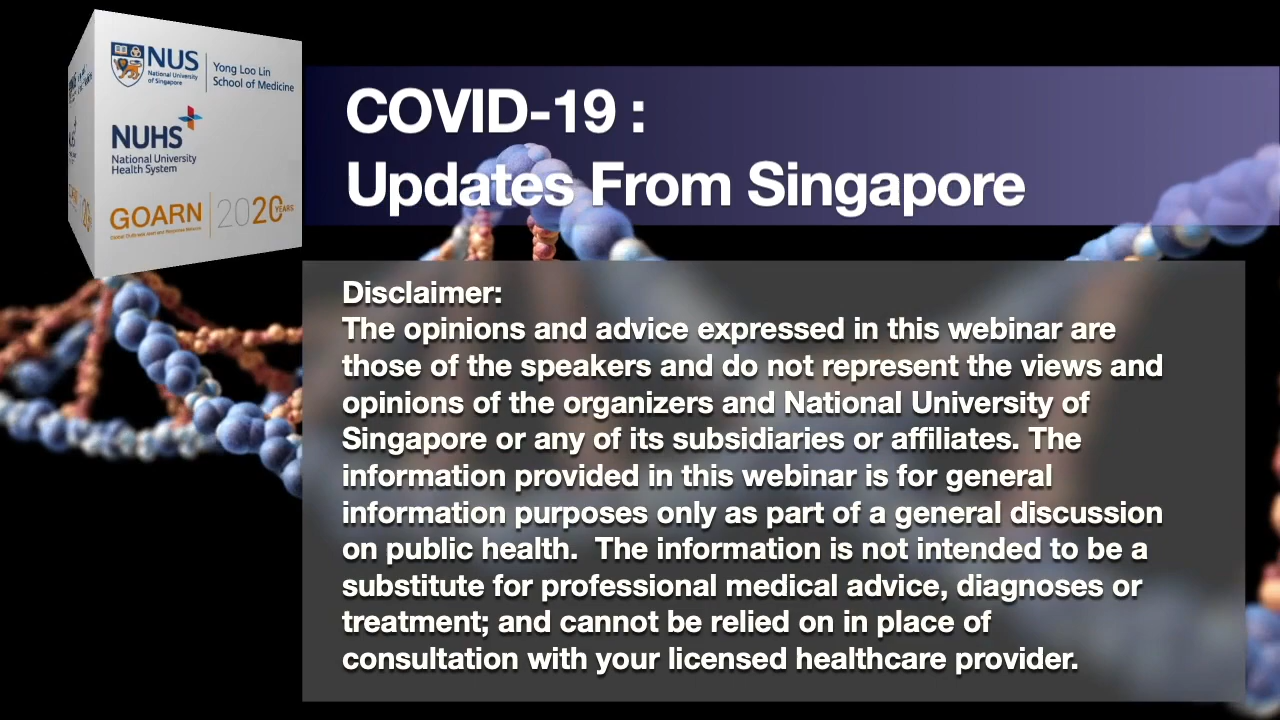 NUS
National University
of Singapore
Yong Loo Lin
School of Medicine
NUHS
National University
Health System
GOARN
2020
YEARS
COVID-19 :
Updates From Singapore
Disclaimer:
The opinions and advice expressed in this webinar are
those of the speakers and do not represent the views and
opinions of the organizers and National University of
Singapore or any of its subsidiaries or affiliates. The
information provided in this webinar is for general
information purposes only as part of a general discussion
on public health.  The information is not intended to be a
substitute for professional medical advice, diagnoses or
treatment; and cannot be relied on in place of
consultation with your licensed healthcare provider.